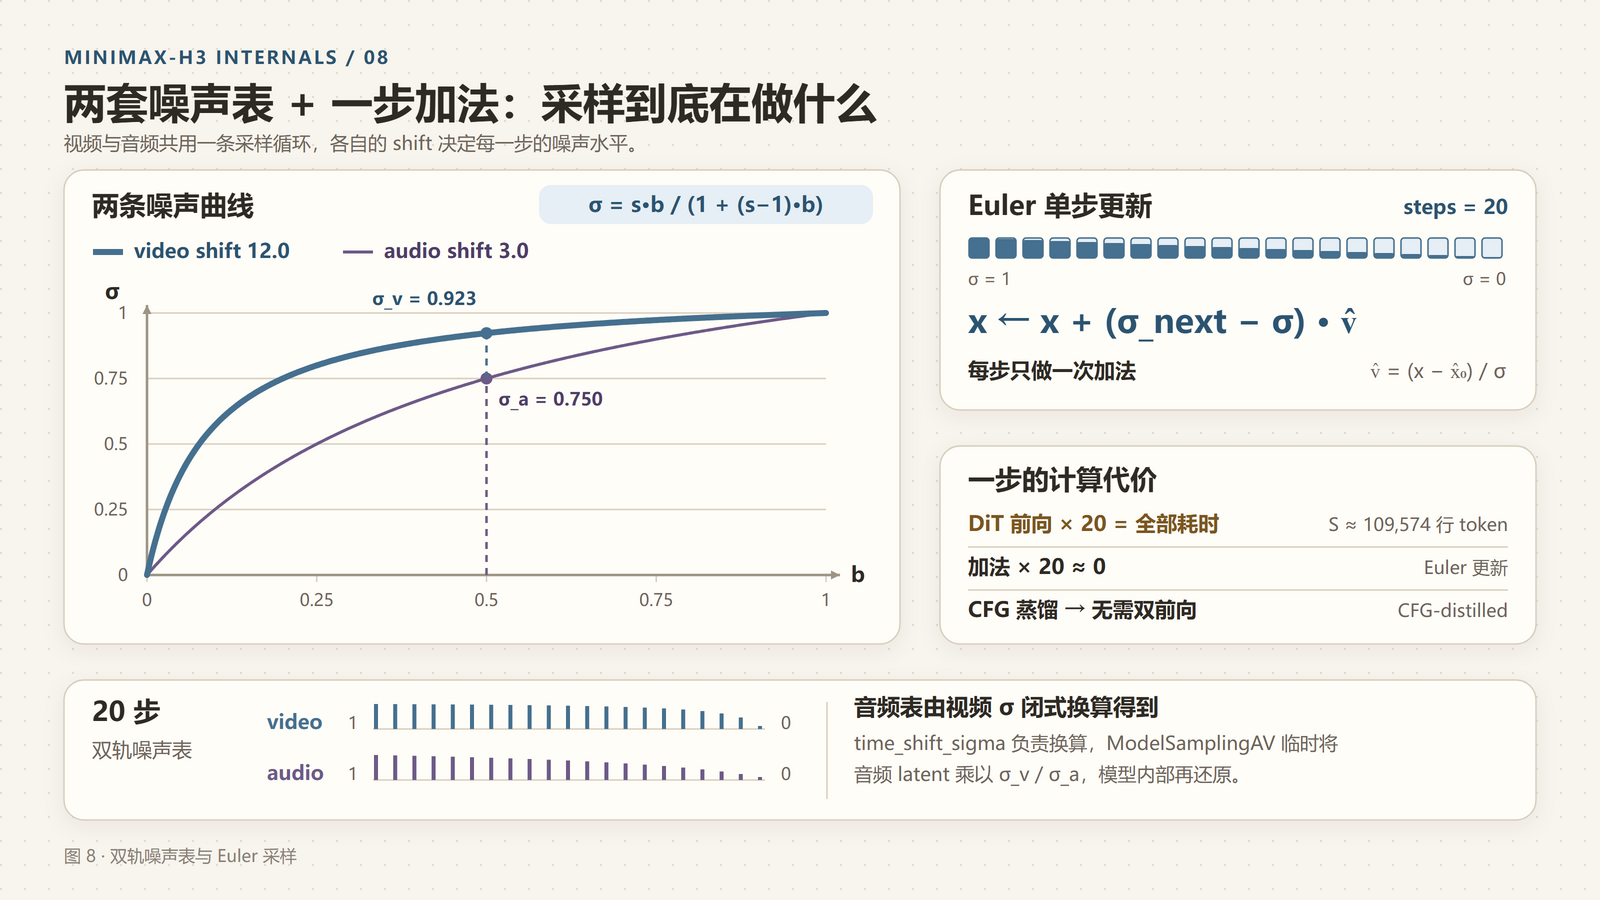 MINIMAX-H3 INTERNALS / 08
两套噪声表 + 一步加法：采样到底在做什么
视频与音频共用一条采样循环，各自的 shift 决定每一步的噪声水平。
两条噪声曲线
σ = s•b / (1 + (s−1)•b)
video shift 12.0
audio shift 3.0
σ
σ_v = 0.923
1
0.75
σ_a = 0.750
0.5
0.25
0
b
0
0.25
0.5
0.75
1
Euler 单步更新
steps = 20
σ = 1
σ = 0
x ← x + (σ_next − σ) • v̂
每步只做一次加法
v̂ = (x − x̂₀) / σ
一步的计算代价
DiT 前向 × 20 = 全部耗时
S ≈ 109,574 行 token
加法 × 20 ≈ 0
Euler 更新
CFG 蒸馏 → 无需双前向
CFG-distilled
20 步
双轨噪声表
video 1 0
audio 1 0
音频表由视频 σ 闭式换算得到
time_shift_sigma 负责换算，ModelSamplingAV 临时将
音频 latent 乘以 σ_v / σ_a，模型内部再还原。
图 8 · 双轨噪声表与 Euler 采样